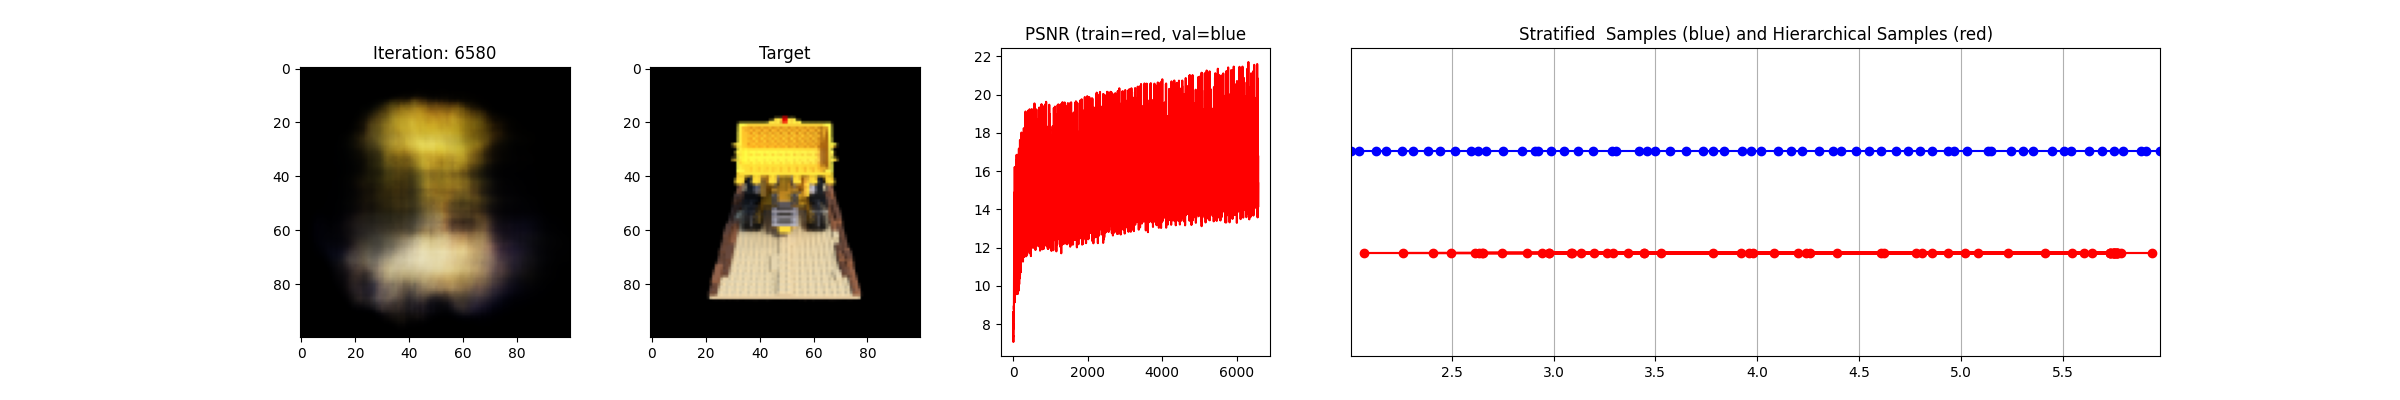 Iteration: 6580
0
20
40
60
80
0 20 40 60 80
Target
0
20
40
60
80
0 20 40 60 80
PSNR (train=red, val=blue
22
20
18
16
14
12
10
8
0 2000 4000 6000
Stratified  Samples (blue) and Hierarchical Samples (red)
2.5 3.0 3.5 4.0 4.5 5.0 5.5